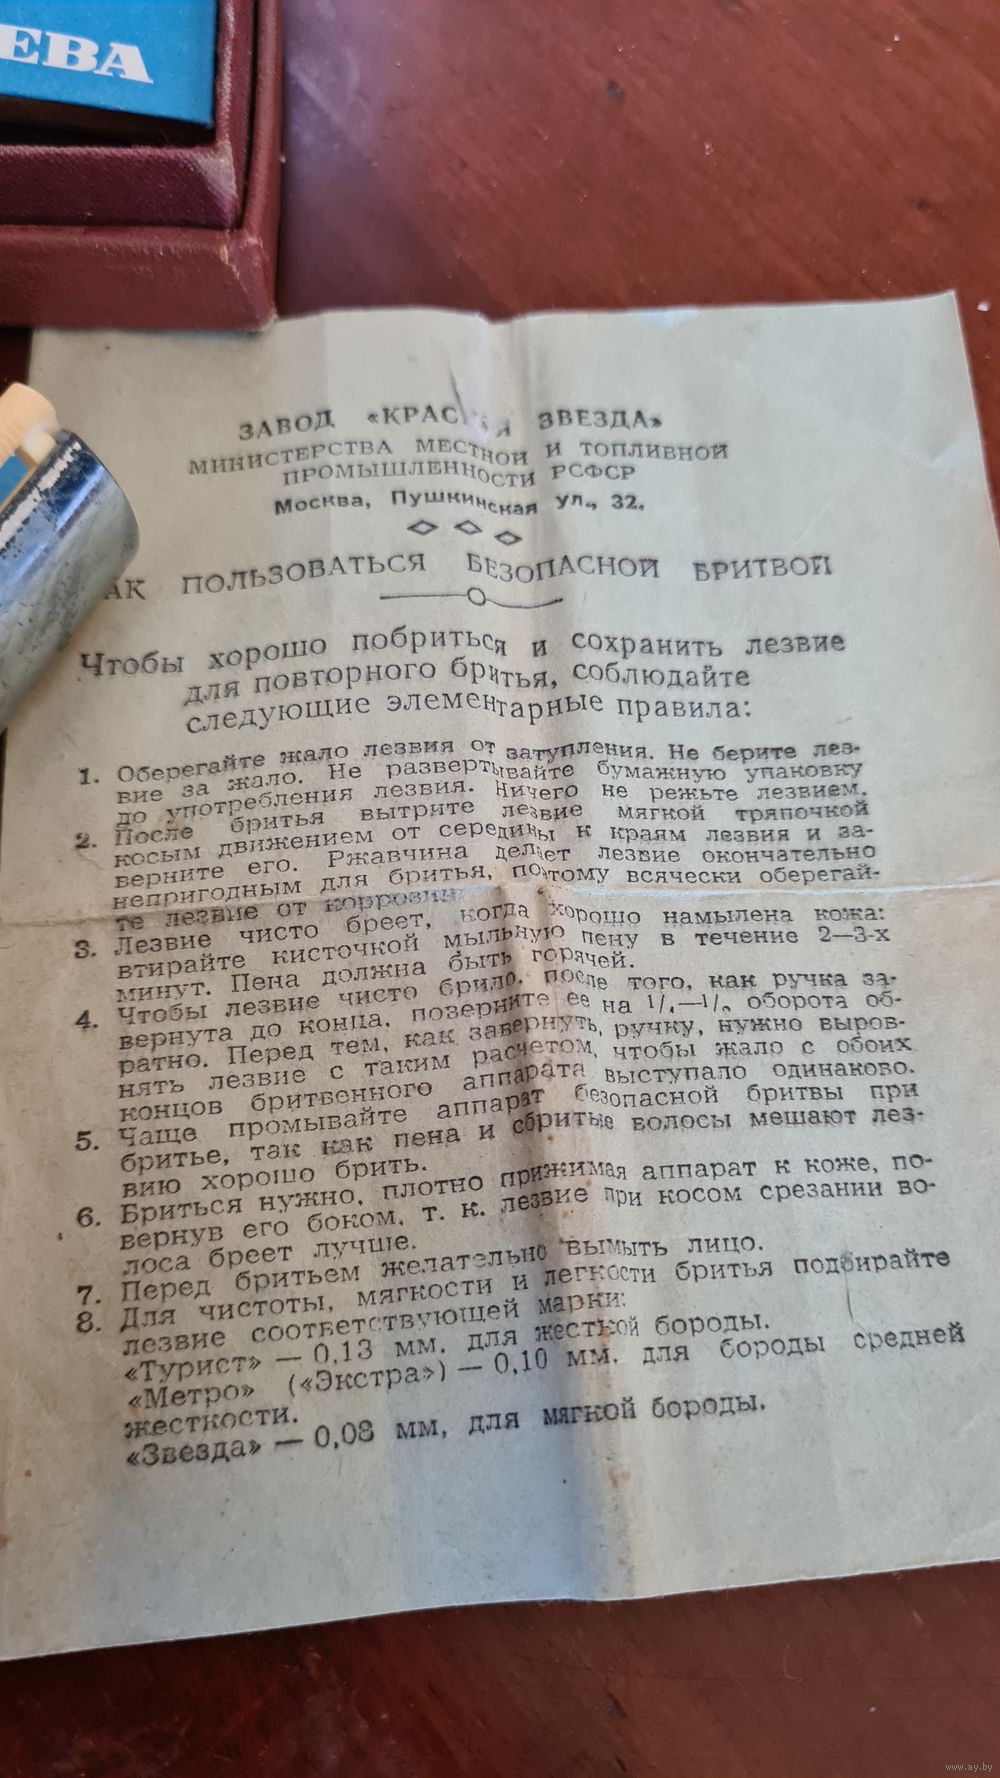 ЕВА
ЗАВОД «КРАСНАЯ ЗВЕЗДА»
МИНИСТЕРСТВА МЕСТНОЙ И ТОПЛИВНОЙ
ПРОМЫШЛЕННОСТИ РСФСР
Москва, Пушкинская ул., 32.
АК ПОЛЬЗОВАТЬСЯ БЕЗОПАСНОЙ БРИТВОЙ
Чтобы хорошо побриться и сохранить лезвие
для повторного бритья, соблюдайте
следующие элементарные правила:
1. Оберегайте жало лезвия от затупления. Не берите лез-
вие за жало. Не развертывайте бумажную упаковку
до употребления лезвия. Ничего не режьте лезвием.
2. После бритья вытрите лезвие мягкой тряпочкой
косым движением от середины к краям лезвия и за-
верните его. Ржавчина делает лезвие окончательно
непригодным для бритья, поэтому всячески оберегай-
те лезвие от коррозии.
3. Лезвие чисто бреет, когда хорошо намылена кожа:
втирайте кисточкой мыльную пену в течение 2—3-х
минут. Пена должна быть горячей.
4. Чтобы лезвие чисто брило, после того, как ручка за-
вернута до конца, поверните ее на оборота об-
ратно. Перед тем, как завернуть, ручку, нужно выров-
нять лезвие с таким расчетом, чтобы жало с обоих
концов бритвенного аппарата выступало одинаково.
5. Чаще промывайте аппарат безопасной бритвы при
бритье, так как пена и сбритые волосы мешают лез-
вию хорошо брить.
6. Бриться нужно, плотно прижимая аппарат к коже, по-
вернув его боком, т. к. лезвие при косом срезании во-
лоса бреет лучше.
7. Перед бритьем желательно вымыть лицо.
8. Для чистоты, мягкости и легкости бритья подбирайте
лезвие соответствующей марки:
«Турист» — 0,13 мм, для жесткой бороды.
«Метро» («Экстра») — 0,10 мм. для бороды средней
жесткости.
«Звезда» — 0,08 мм, для мягкой бороды.
www.ay.by